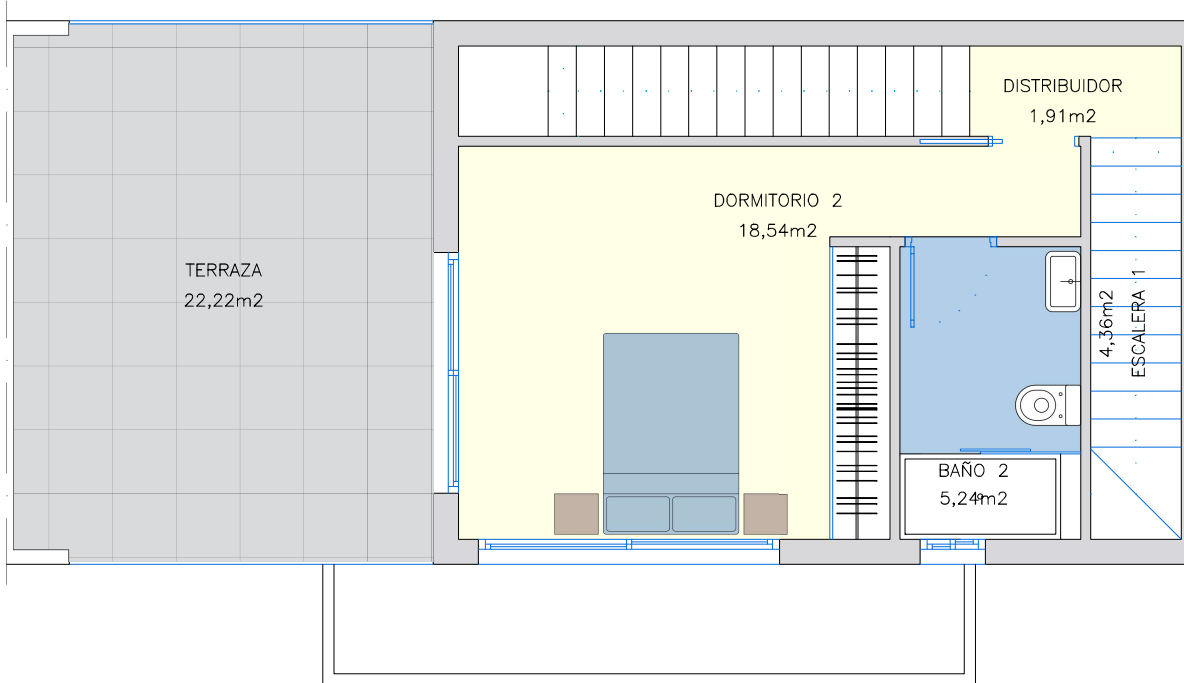 DISTRIBUIDOR
1,91m2
DORMITORIO 2
18,54m2
TERRAZA
22,22m2
4,36m2
ESCALERA 1
BAÑO 2
5,24m2